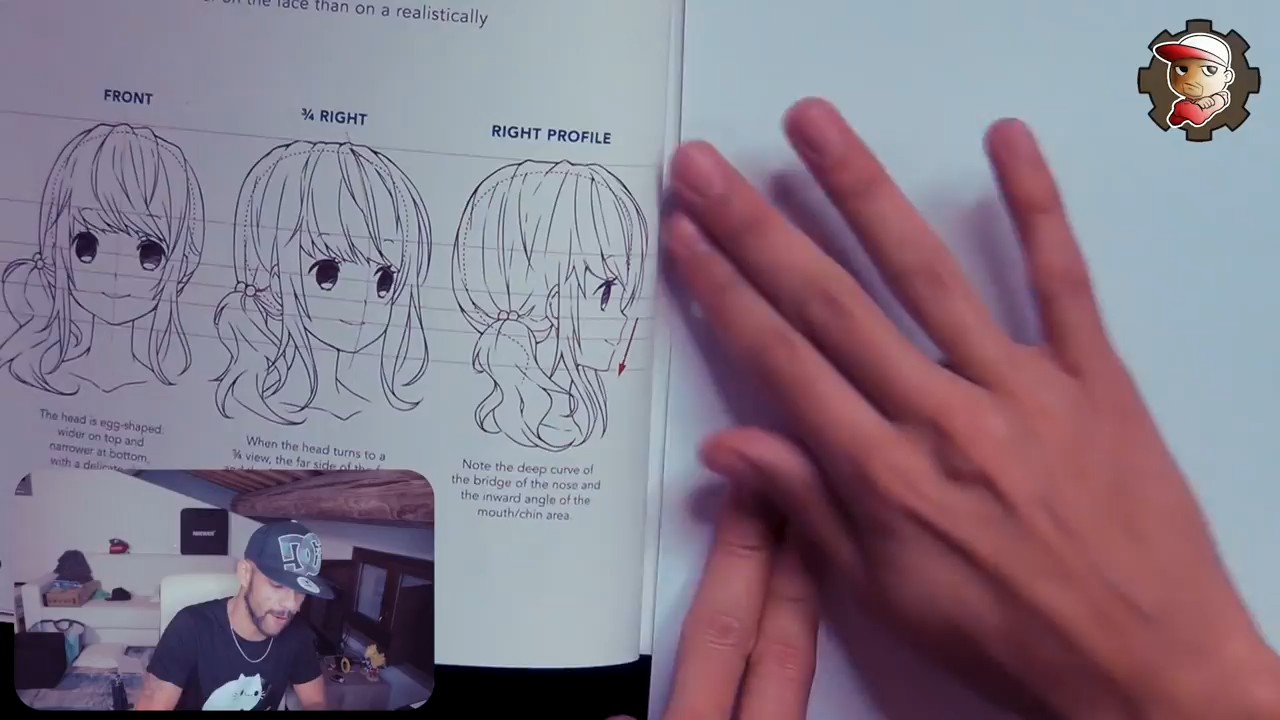 on the face than on a realistically
FRONT
¾ RIGHT
RIGHT PROFILE
The head is egg-shaped.
wider on top and
narrower at bottom,
with a
When the head turns to a
¾ view, the far side of the
Note the deep curve of
the bridge of the nose and
the inward angle of the
mouth/chin area.
DC